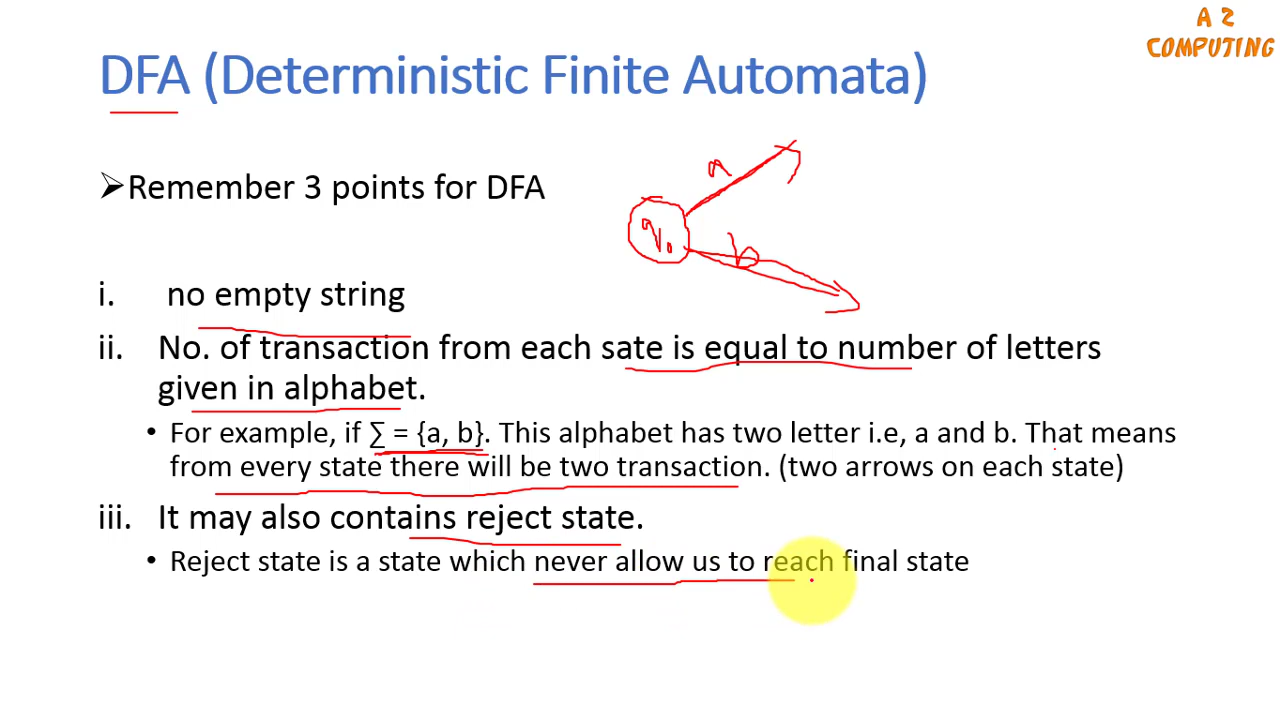 A Z
COMPUTING
DFA (Deterministic Finite Automata)
➢Remember 3 points for DFA
a
q₀
b
i. no empty string
ii. No. of transaction from each sate is equal to number of letters
given in alphabet.
• For example, if ∑ = {a, b}. This alphabet has two letter i.e, a and b. That means
from every state there will be two transaction. (two arrows on each state)
iii. It may also contains reject state.
• Reject state is a state which never allow us to reach final state